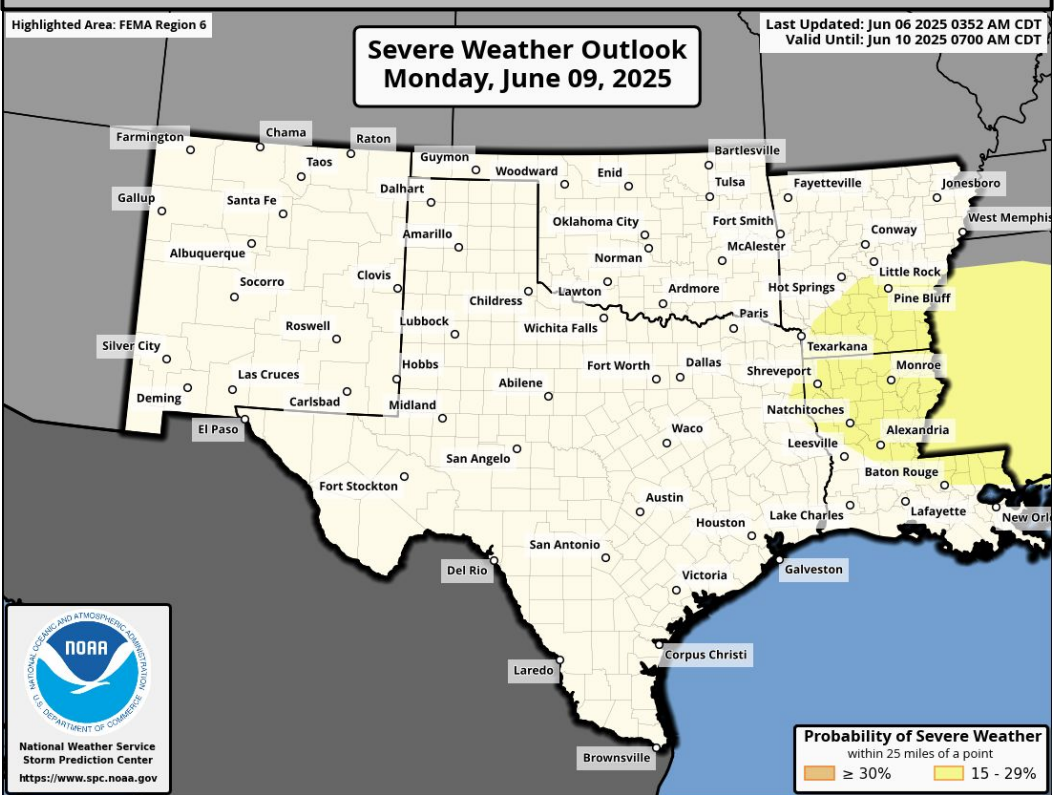 Highlighted Area: FEMA Region 6
Last Updated: Jun 06 2025 0352 AM CDT
Valid Until: Jun 10 2025 0700 AM CDT
Severe Weather Outlook
Monday, June 09, 2025
Farmington
Chama
Raton
Taos
Guymon
Woodward
Enid
Bartlesville
Tulsa
Fayetteville
Jonesboro
Gallup
Santa Fe
Dalhart
West Memphis
Albuquerque
Amarillo
Oklahoma City
Norman
Fort Smith
McAlester
Conway
Little Rock
Socorro
Clovis
Childress
Lawton
Ardmore
Hot Springs
Pine Bluff
Roswell
Lubbock
Wichita Falls
Paris
Texarkana
Silver City
Las Cruces
Hobbs
Abilene
Fort Worth
Dallas
Shreveport
Monroe
Deming
Carlsbad
Midland
Natchitoches
El Paso
San Angelo
Waco
Leesville
Alexandria
Fort Stockton
Baton Rouge
Austin
Houston
Lake Charles
Lafayette
New Orl
Del Rio
San Antonio
Victoria
Galveston
Laredo
Corpus Christi
Brownsville
NATIONAL OCEANIC AND ATMOSPHERIC ADMINISTRATION
NOAA
U.S. DEPARTMENT OF COMMERCE
National Weather Service
Storm Prediction Center
https://www.spc.noaa.gov
Probability of Severe Weather
within 25 miles of a point
≥ 30%
15 - 29%